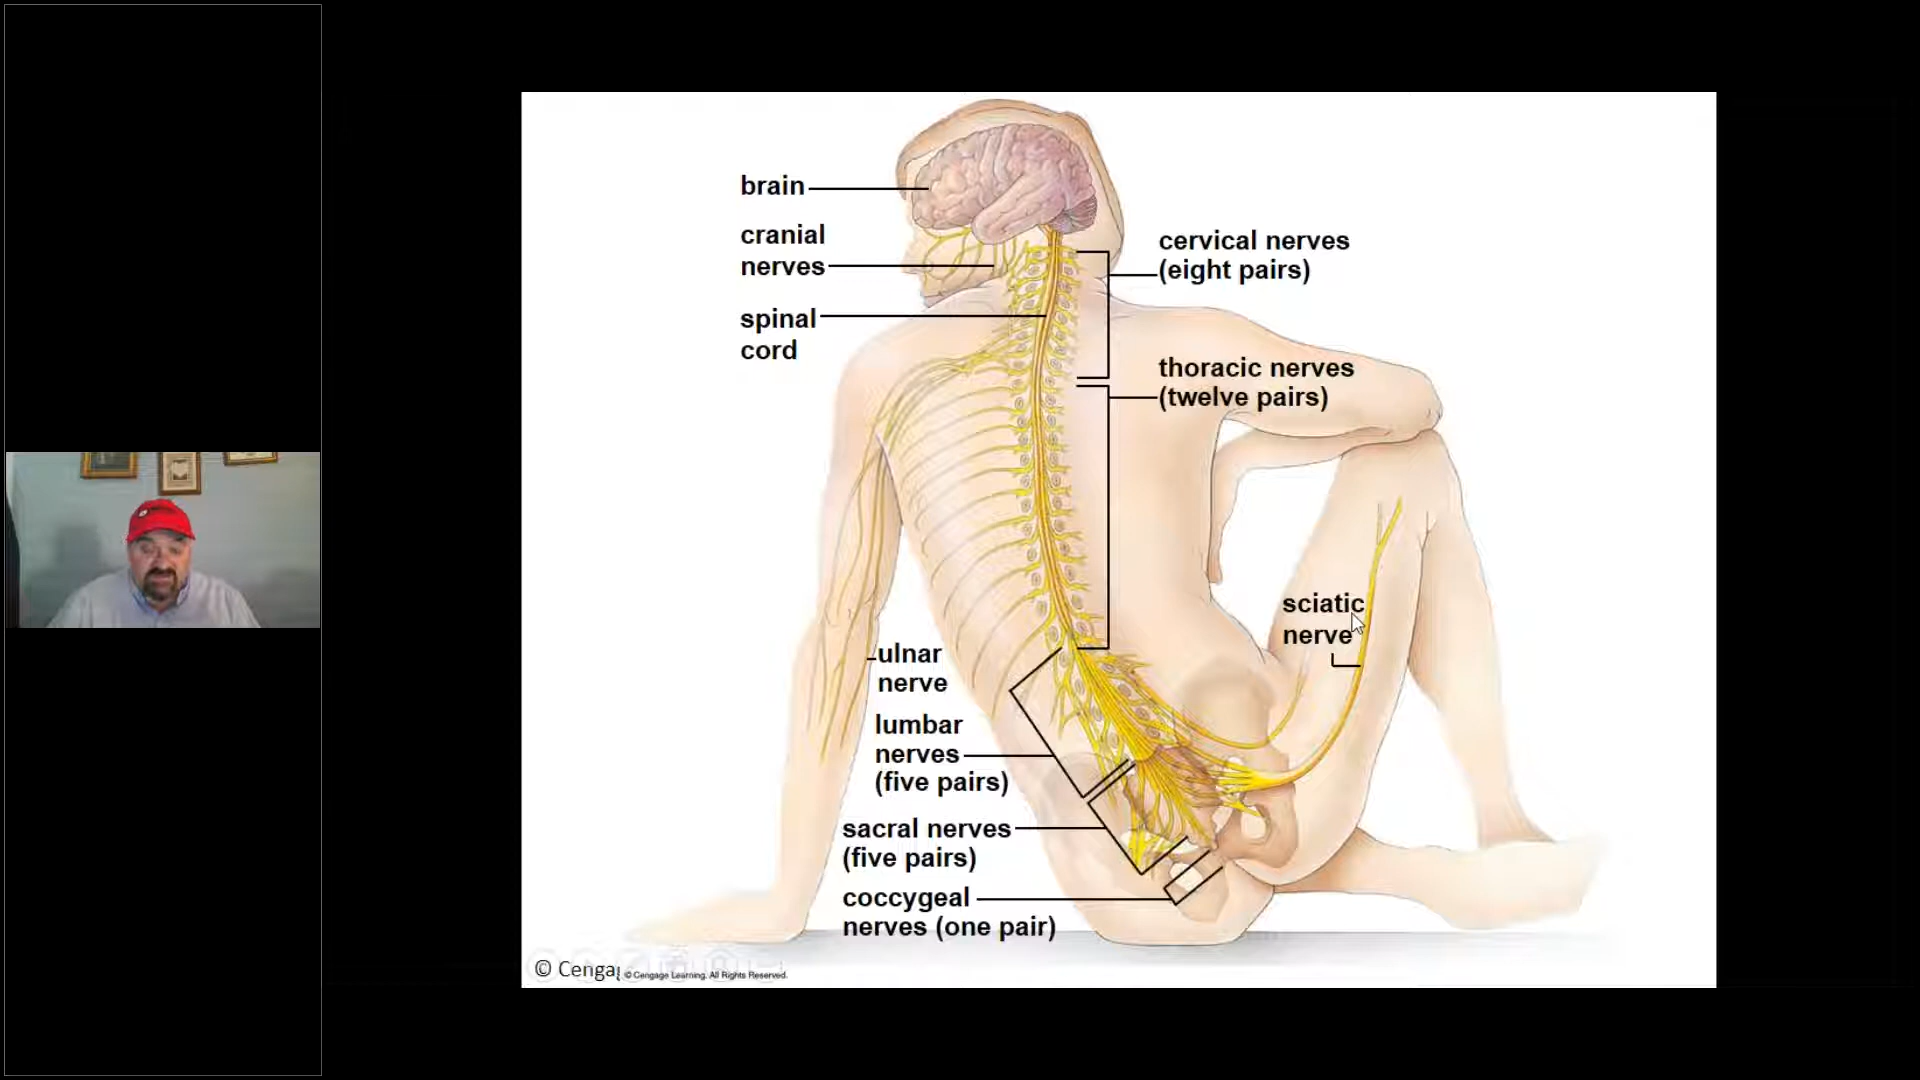 brain
cranial
nerves
spinal
cord
cervical nerves
(eight pairs)
thoracic nerves
(twelve pairs)
sciatic
nerve
ulnar
nerve
lumbar
nerves
(five pairs)
sacral nerves
(five pairs)
coccygeal
nerves (one pair)
© Cengag
© Cengage Learning. All Rights Reserved.